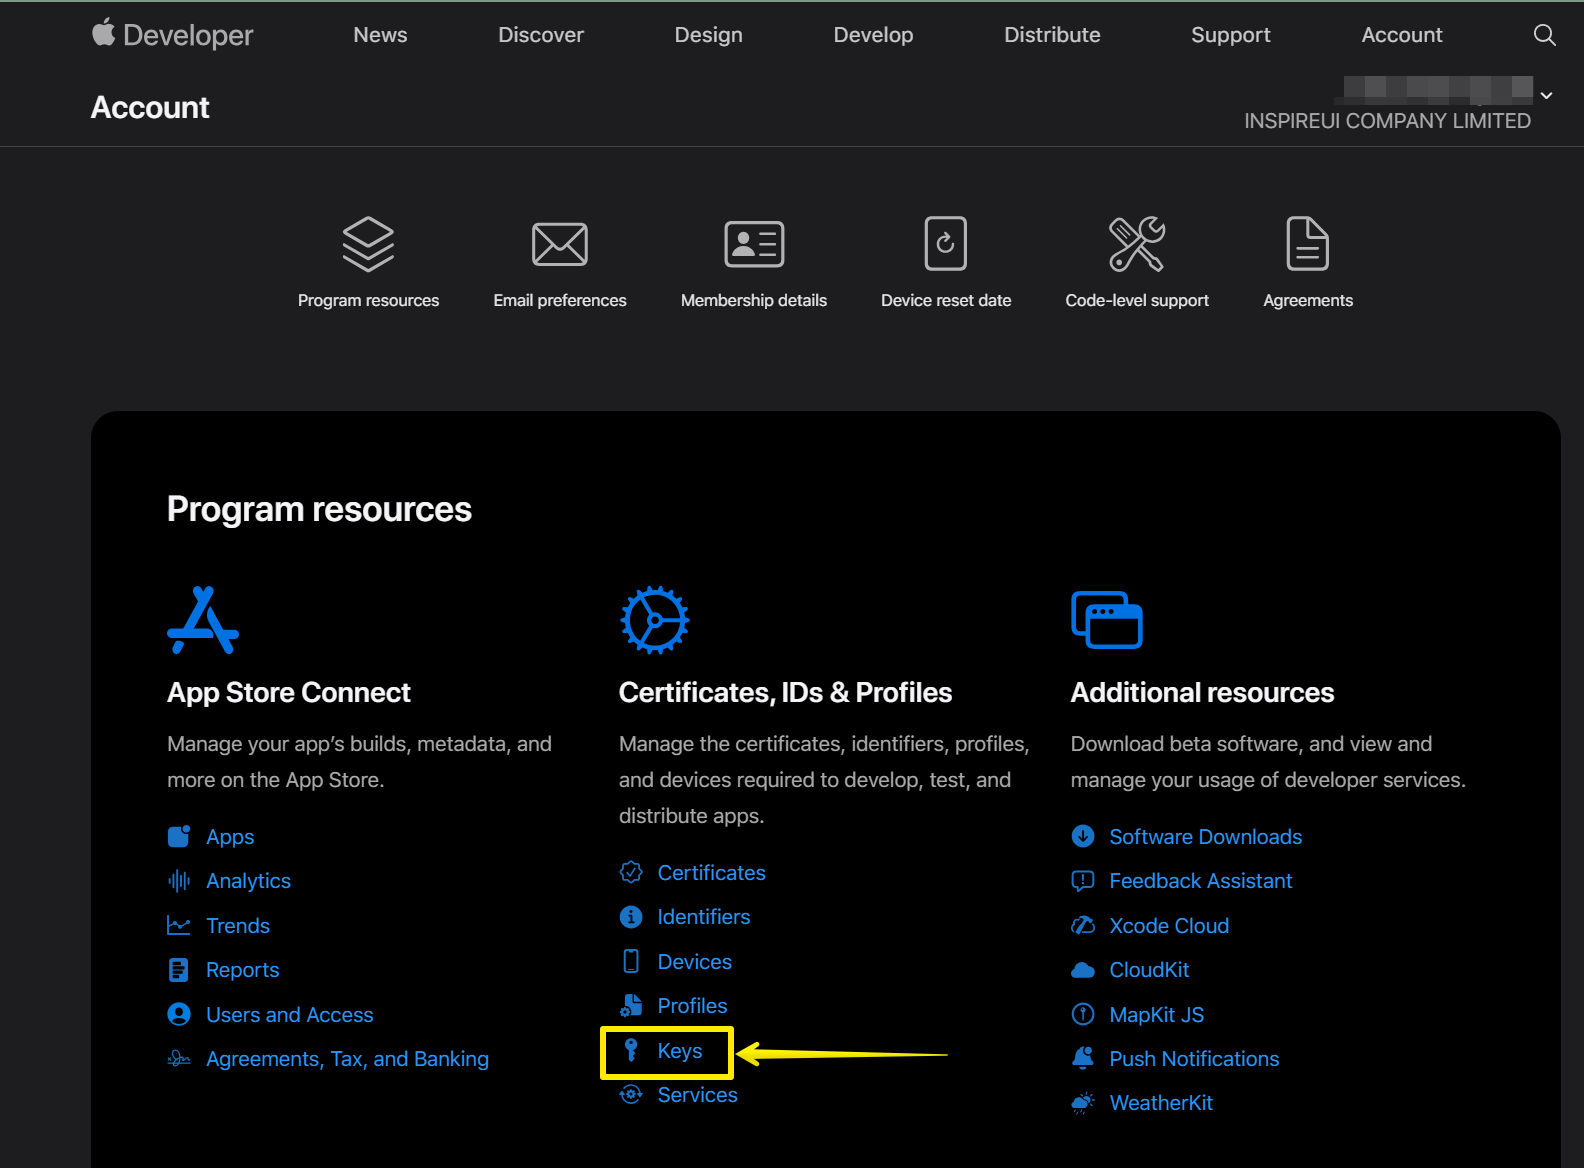 Developer
News
Discover
Design
Develop
Distribute
Support
Account
Account
INSPIREUI COMPANY LIMITED
Program resources
Email preferences
Membership details
Device reset date
Code-level support
Agreements
Program resources
App Store Connect
Manage your app’s builds, metadata, and
more on the App Store.
Apps
Analytics
Trends
Reports
Users and Access
Agreements, Tax, and Banking
Certificates, IDs & Profiles
Manage the certificates, identifiers, profiles,
and devices required to develop, test, and
distribute apps.
Certificates
Identifiers
Devices
Profiles
Keys
Services
Additional resources
Download beta software, and view and
manage your usage of developer services.
Software Downloads
Feedback Assistant
Xcode Cloud
CloudKit
MapKit JS
Push Notifications
WeatherKit